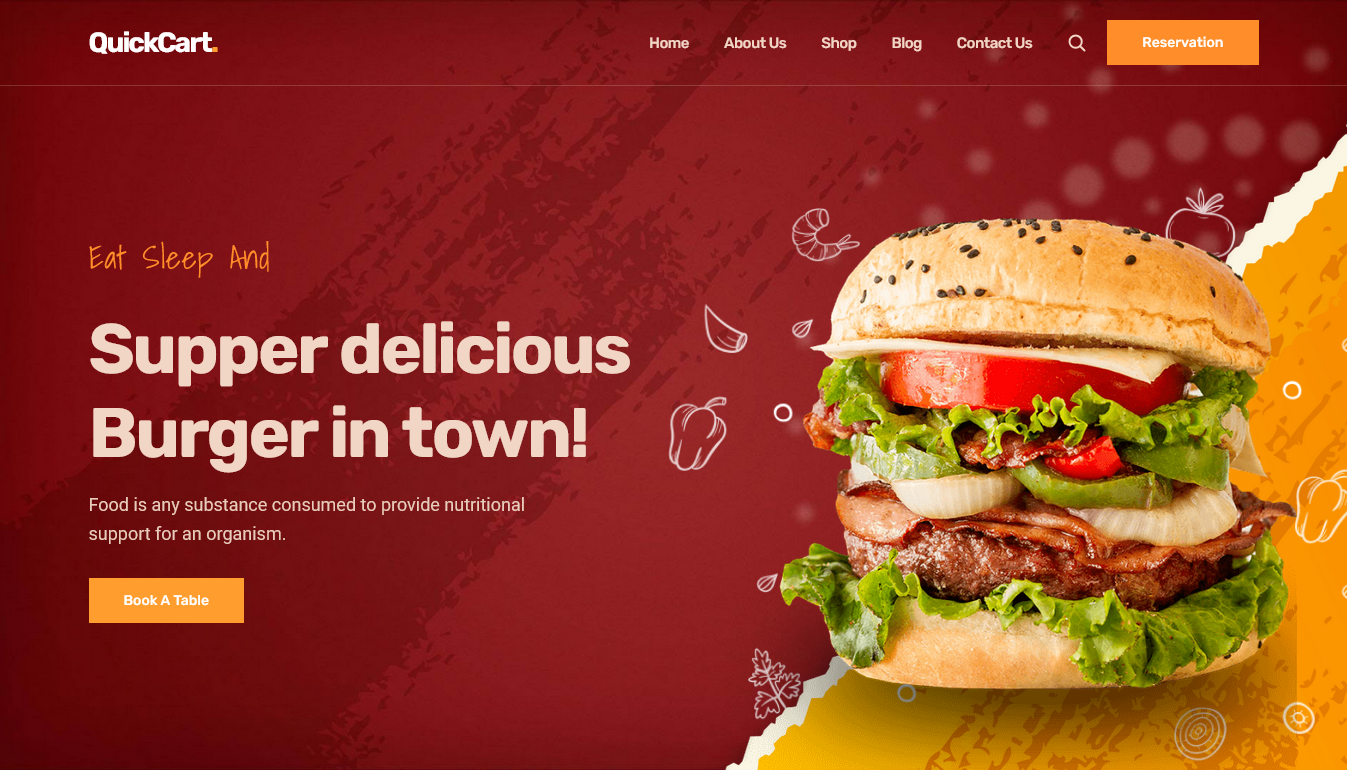 QuickCart.
Home About Us Shop Blog Contact Us Reservation
Eat Sleep And
Supper delicious
Burger in town!
Food is any substance consumed to provide nutritional
support for an organism.
Book A Table